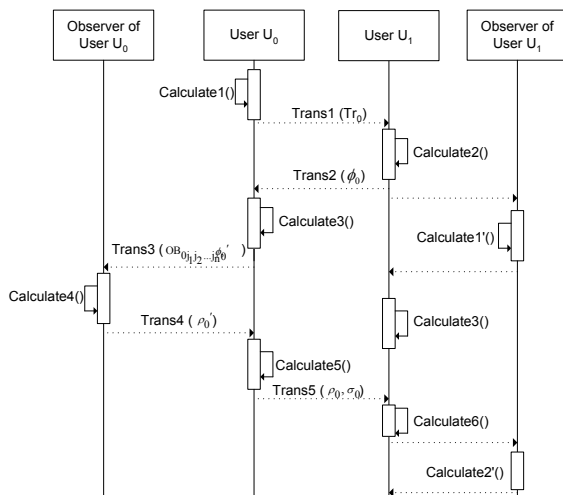 Observer of
User U₀
User U₀
User U₁
Observer of
User U₁
Calculate1()
Trans1 (Tr₀)
Calculate2()
Trans2 (ϕ₀)
Calculate1'()
Calculate3()
Trans3 (
Calculate4()
Calculate3()
Trans4 ( ρ₀′)
Calculate5()
Trans5 ( ρ₀, σ₀)
Calculate6()
Calculate2'()